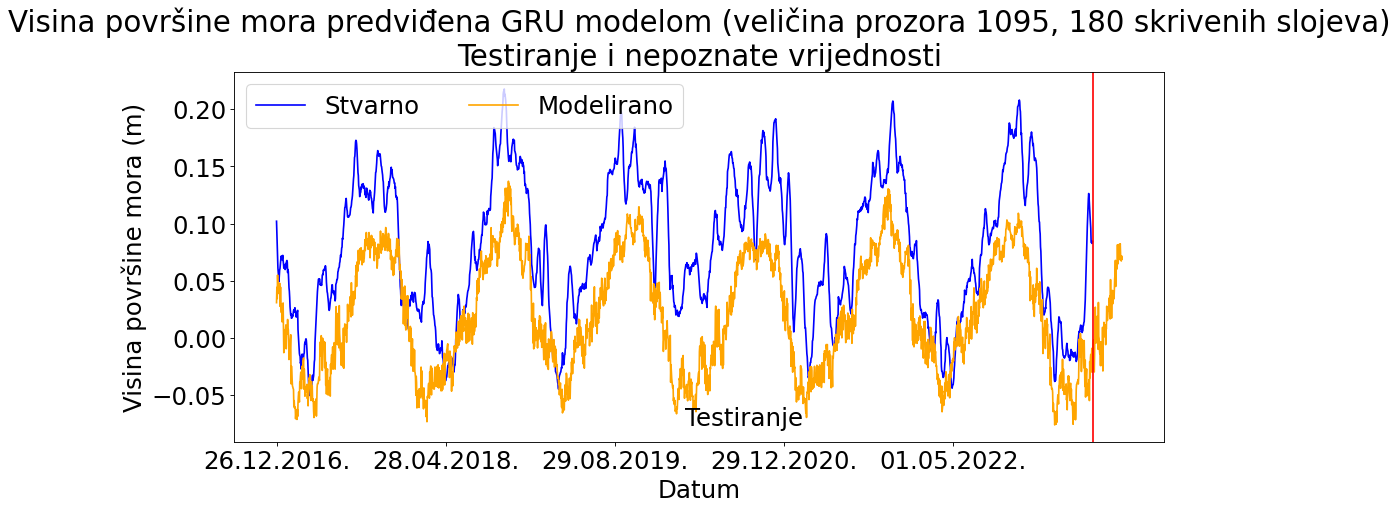 Visina površine mora predviđena GRU modelom (veličina prozora 1095, 180 skrivenih slojeva)
Testiranje i nepoznate vrijednosti
Stvarno
Modelirano
Visina površine mora (m)
0.20
0.15
0.10
0.05
0.00
−0.05
Testiranje
26.12.2016.
28.04.2018.
29.08.2019.
29.12.2020.
01.05.2022.
Datum